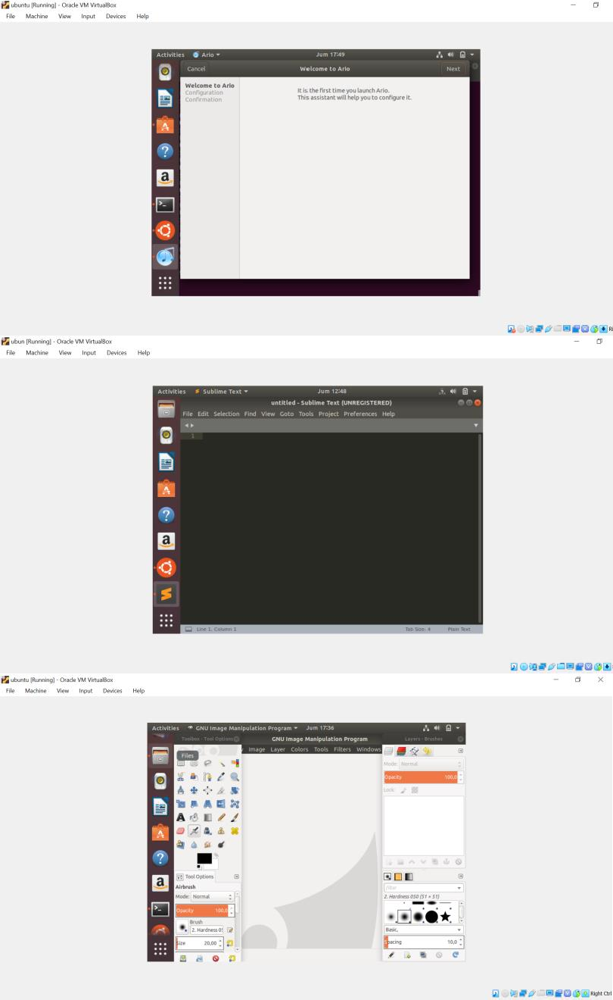 ubuntu [Running] - Oracle VM VirtualBox
File Machine View Input Devices Help
Activities Ario Jum 17:49
Cancel Welcome to Ario Next
Welcome to Ario
Configuration
Confirmation
It is the first time you launch Ario.
This assistant will help you to configure it.
ubun [Running] - Oracle VM VirtualBox
File Machine View Input Devices Help
Activities Sublime Text Jum 12:48
untitled - Sublime Text (UNREGISTERED)
File Edit Selection Find View Goto Tools Project Preferences Help
1
Line 1, Column 1 Tab Size: 4 Plain Text
ubuntu [Running] - Oracle VM VirtualBox
File Machine View Input Devices Help
Activities GNU Image Manipulation Program Jum 17:36
Toolbox - Tool Options GNU Image Manipulation Program Layers - Brushes
Image Layer Colors Tools Filters Windows
Files
Mode: Normal
Opacity 100,0
Lock:
Tool Options
Airbrush
Mode: Normal
Opacity 100,0
Brush
2. Hardness 05
Size 20,00
filter
2. Hardness 050 (51 × 51)
Basic,
Spacing 10,0
Right Ctrl